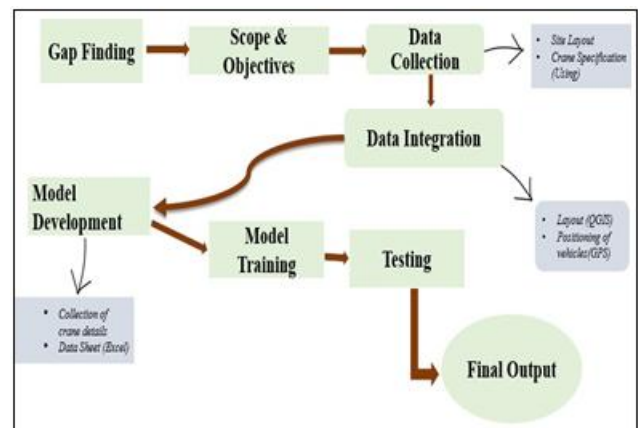 Gap Finding
Scope &
Objectives
Data
Collection
• Site Layout
• Crane Specification
(Using)
Data Integration
Model
Development
Model
Training
Testing
• Layout (QGIS)
• Positioning of
vehicles(GPS)
• Collection of
crane details
• Data Sheet (Excel)
Final Output